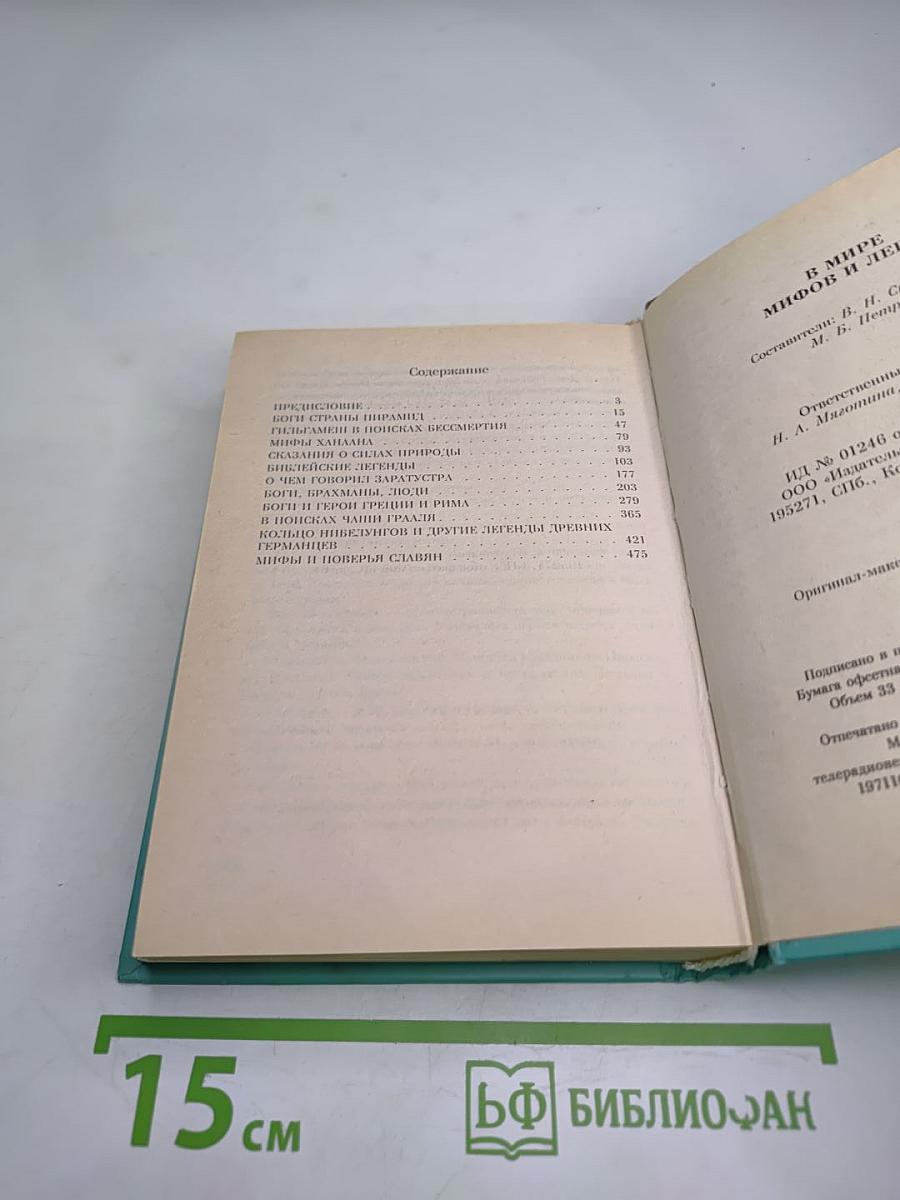 Содержание
ПРЕДИСЛОВИЕ . . . . . . . . . . . . . . . . . . 3
БОГИ СТРАНЫ ПИРАМИД . . . . . . . . . . . . . . 15
ГИЛЬГАМЕШ В ПОИСКАХ БЕССМЕРТИЯ . . . . . . . . 47
МИФЫ ХАНААНА . . . . . . . . . . . . . . . . . 79
СКАЗАНИЯ О СИЛАХ ПРИРОДЫ . . . . . . . . . . . 93
БИБЛЕЙСКИЕ ЛЕГЕНДЫ . . . . . . . . . . . . . . 103
О ЧЕМ ГОВОРИЛ ЗАРАТУСТРА . . . . . . . . . . . 177
БОГИ, БРАХМАНЫ, ЛЮДИ . . . . . . . . . . . . . 203
БОГИ И ГЕРОИ ГРЕЦИИ И РИМА . . . . . . . . . . 279
В ПОИСКАХ ЧАШИ ГРААЛЯ . . . . . . . . . . . . . 365
КОЛЬЦО НИБЕЛУНГОВ И ДРУГИЕ ЛЕГЕНДЫ ДРЕВНИХ
ГЕРМАНЦЕВ . . . . . . . . . . . . . . . . . . . 421
МИФЫ И ПОВЕРЬЯ СЛАВЯН . . . . . . . . . . . . . 475
В МИРЕ
МИФОВ И ЛЕГ
Составители: В. Н. С
М. Б. Петр
Ответственны
Н. А. Мяготина,
ИД № 01246 о
ООО «Издатель
195271, СПб., Ко
Оригинал-маке
Подписано в п
Бумага офсетна
Объем 33
Отпечатано
М
телерадиове
19711
15 см
БФ БИБЛИОФАН